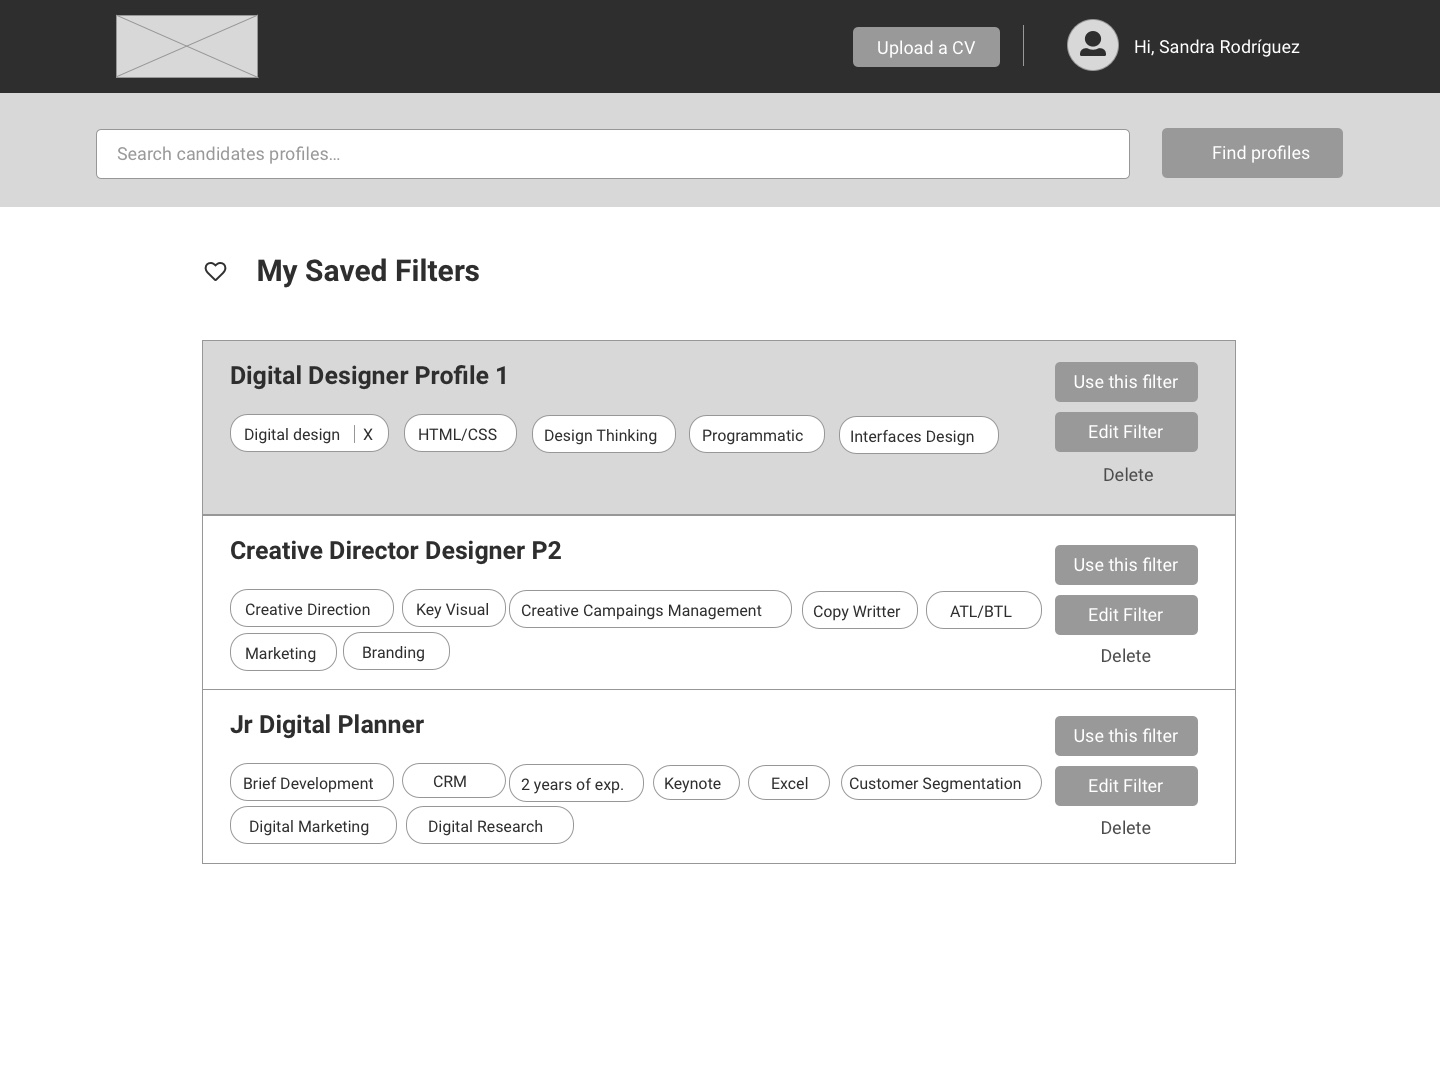 Upload a CV
Hi, Sandra Rodríguez
Search candidates profiles...
Find profiles
My Saved Filters
Digital Designer Profile 1
Use this filter
Digital design X HTML/CSS Design Thinking Programmatic Interfaces Design
Edit Filter
Delete
Creative Director Designer P2
Use this filter
Creative Direction Key Visual Creative Campaings Management Copy Writter ATL/BTL
Edit Filter
Marketing Branding
Delete
Jr Digital Planner
Use this filter
Brief Development CRM 2 years of exp. Keynote Excel Customer Segmentation
Edit Filter
Digital Marketing Digital Research
Delete